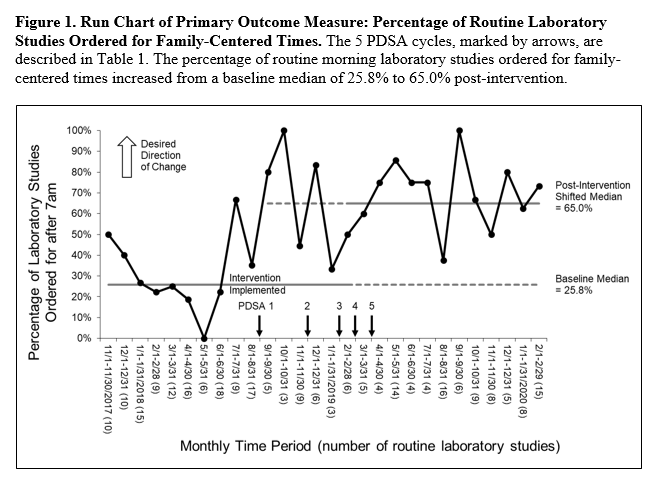 Figure 1. Run Chart of Primary Outcome Measure: Percentage of Routine Laboratory
Studies Ordered for Family-Centered Times. The 5 PDSA cycles, marked by arrows, are
described in Table 1. The percentage of routine morning laboratory studies ordered for family-
centered times increased from a baseline median of 25.8% to 65.0% post-intervention.
Percentage of Laboratory Studies
Ordered for after 7am
100%
90%
80%
70%
60%
50%
40%
30%
20%
10%
0%
Desired
Direction
of Change
Post-Intervention
Shifted Median
= 65.0%
Baseline Median
= 25.8%
Intervention
Implemented
PDSA 1
2
3
4
5
11/1-11/30/2017 (10)
12/1-12/31 (10)
1/1-1/31/2018 (15)
2/1-2/28 (9)
3/1-3/31 (12)
4/1-4/30 (16)
5/1-5/31 (6)
6/1-6/30 (18)
7/1-7/31 (9)
8/1-8/31 (17)
9/1-9/30 (5)
10/1-10/31 (3)
11/1-11/30 (9)
12/1-12/31 (6)
1/1-1/31/2019 (3)
2/1-2/28 (6)
3/1-3/31 (5)
4/1-4/30 (4)
5/1-5/31 (14)
6/1-6/30 (4)
7/1-7/31 (4)
8/1-8/31 (16)
9/1-9/30 (6)
10/1-10/31 (9)
11/1-11/30 (8)
12/1-12/31 (5)
1/1-1/31/2020 (8)
2/1-2/29 (15)
Monthly Time Period (number of routine laboratory studies)